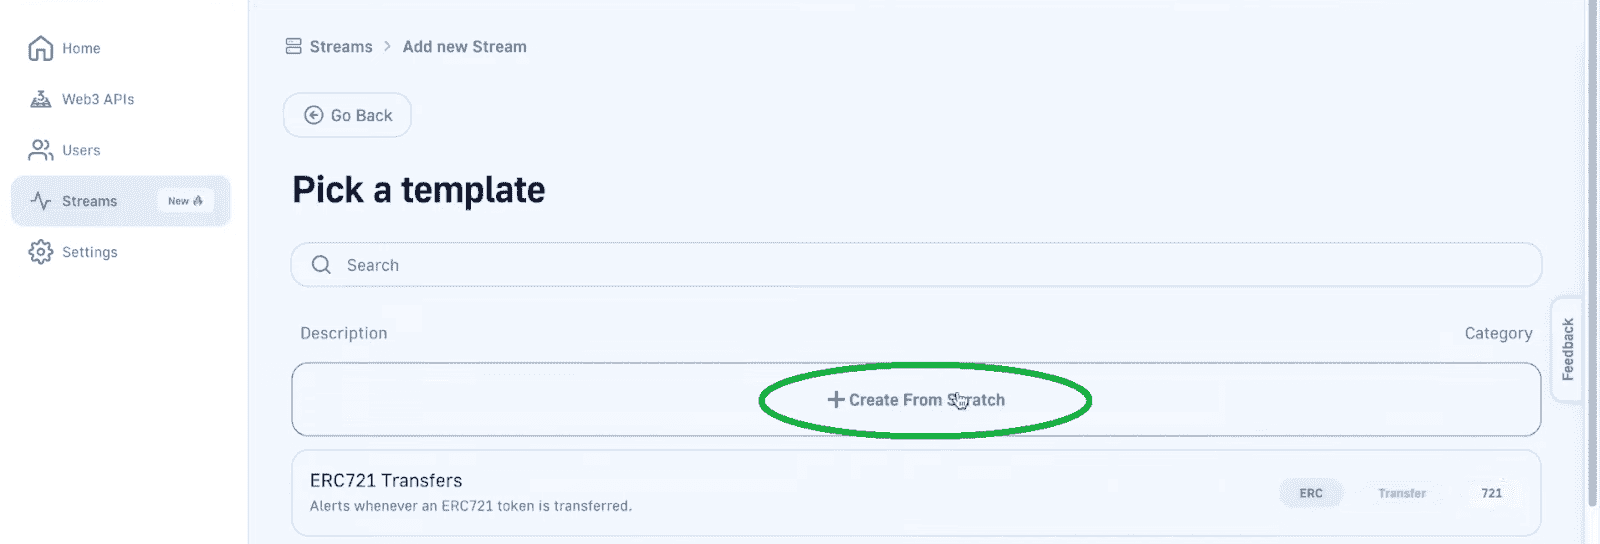 Home
Web3 APIs
Users
Streams New
Settings
Streams > Add new Stream
Go Back
Pick a template
Search
Description Category
+ Create From Scratch
ERC721 Transfers
Alerts whenever an ERC721 token is transferred.
ERC Transfer 721
Feedback